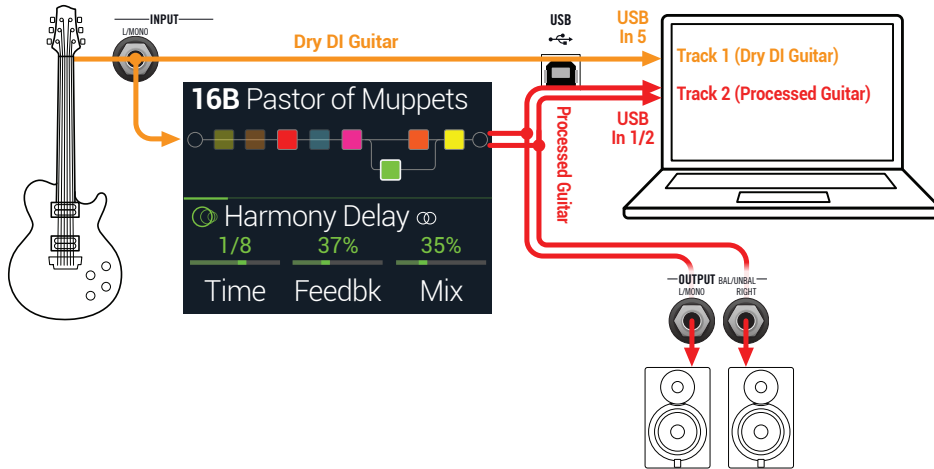 INPUT
L/MONO
Dry DI Guitar
USB
USB
In 5
Track 1 (Dry DI Guitar)
Track 2 (Processed Guitar)
USB
In 1/2
Processed Guitar
16B Pastor of Muppets
Harmony Delay
1/8 37% 35%
Time Feedbk Mix
OUTPUT BAL/UNBAL
L/MONO RIGHT